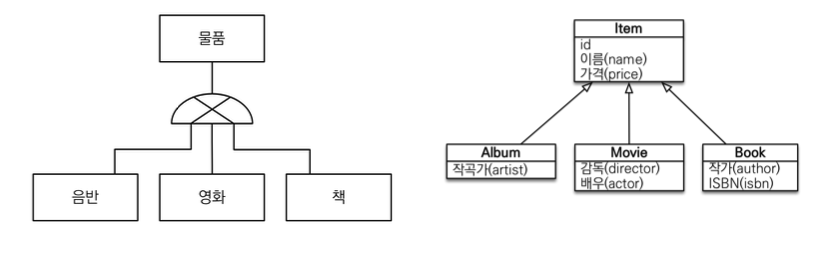 물품
음반
영화
책
Item
id
이름(name)
가격(price)
Album
작곡가(artist)
Movie
감독(director)
배우(actor)
Book
작가(author)
ISBN(isbn)